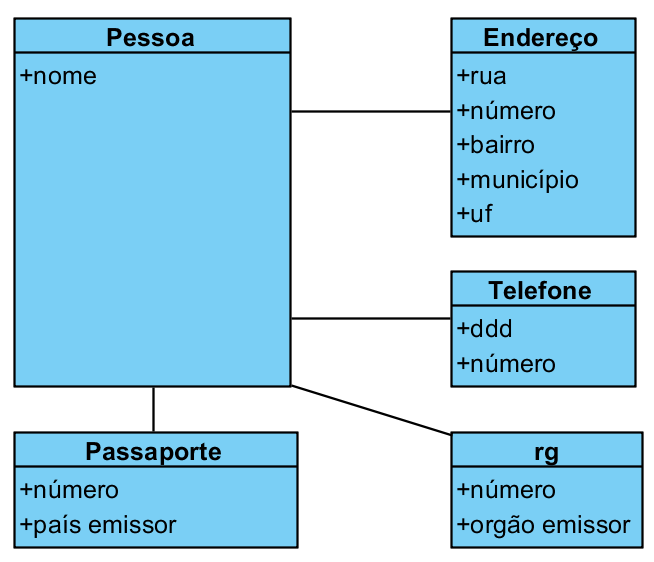 Pessoa
+nome
Endereço
+rua
+número
+bairro
+município
+uf
Telefone
+ddd
+número
Passaporte
+número
+país emissor
rg
+número
+orgão emissor